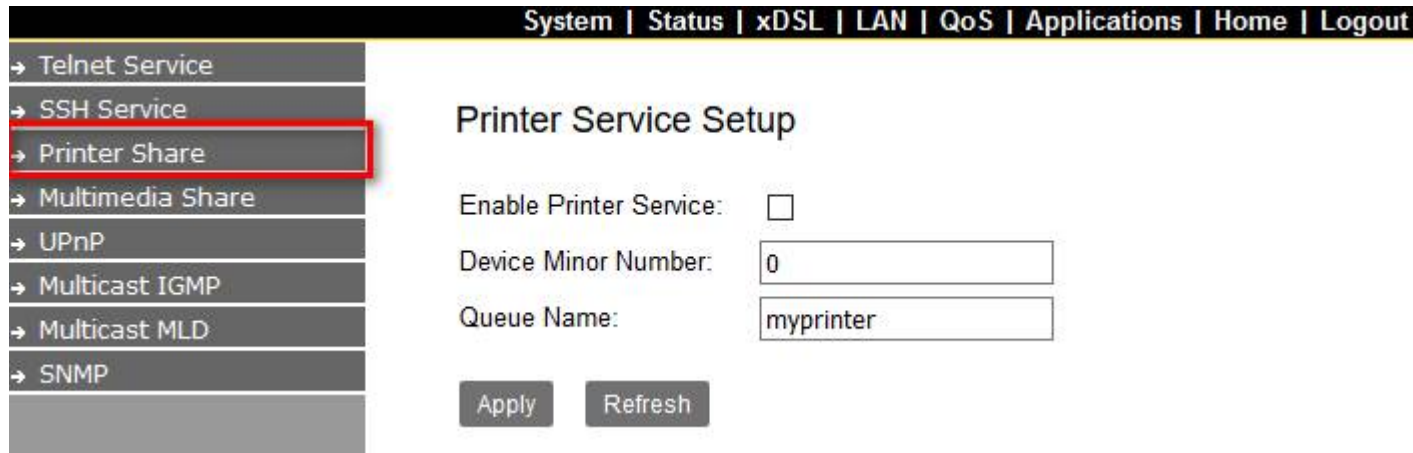 System | Status | xDSL | LAN | QoS | Applications | Home | Logout
Telnet Service
SSH Service
Printer Share
Multimedia Share
UPnP
Multicast IGMP
Multicast MLD
SNMP
Printer Service Setup
Enable Printer Service:
Device Minor Number: 0
Queue Name: myprinter
Apply Refresh